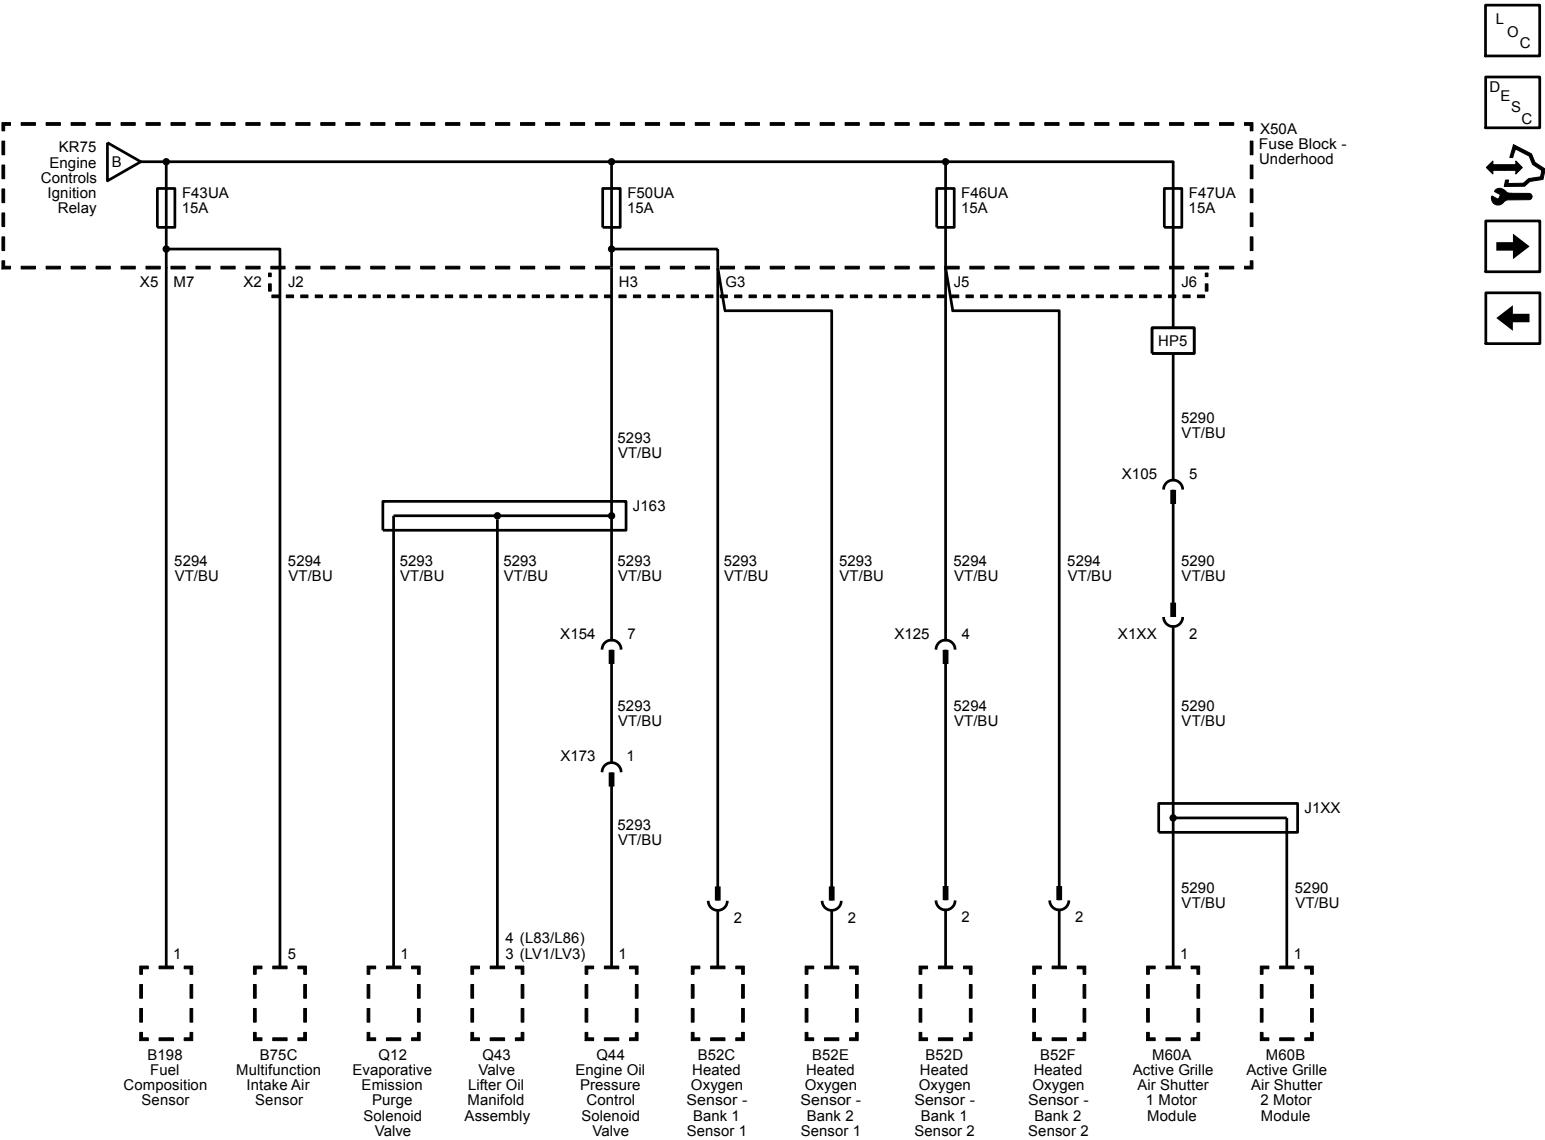 L
O
C
D
E
S
C
X50A
Fuse Block -
Underhood
KR75
Engine
Controls
Ignition
Relay
B
F43UA
15A
F50UA
15A
F46UA
15A
F47UA
15A
X5 M7
X2 J2
H3
G3
J5
J6
HP5
5290
VT/BU
5293
VT/BU
X105 5
J163
5294
VT/BU
5294
VT/BU
5293
VT/BU
5293
VT/BU
5293
VT/BU
5293
VT/BU
5293
VT/BU
5294
VT/BU
5294
VT/BU
5290
VT/BU
X154 7
X125 4
X1XX 2
5293
VT/BU
5294
VT/BU
5290
VT/BU
X173 1
J1XX
5293
VT/BU
5290
VT/BU
5290
VT/BU
2
2
2
2
1
5
1
4 (L83/L86)
3 (LV1/LV3)
1
1
1
B198
Fuel
Composition
Sensor
B75C
Multifunction
Intake Air
Sensor
Q12
Evaporative
Emission
Purge
Solenoid
Valve
Q43
Valve
Lifter Oil
Manifold
Assembly
Q44
Engine Oil
Pressure
Control
Solenoid
Valve
B52C
Heated
Oxygen
Sensor -
Bank 1
Sensor 1
B52E
Heated
Oxygen
Sensor -
Bank 2
Sensor 1
B52D
Heated
Oxygen
Sensor -
Bank 1
Sensor 2
B52F
Heated
Oxygen
Sensor -
Bank 2
Sensor 2
M60A
Active Grille
Air Shutter
1 Motor
Module
M60B
Active Grille
Air Shutter
2 Motor
Module